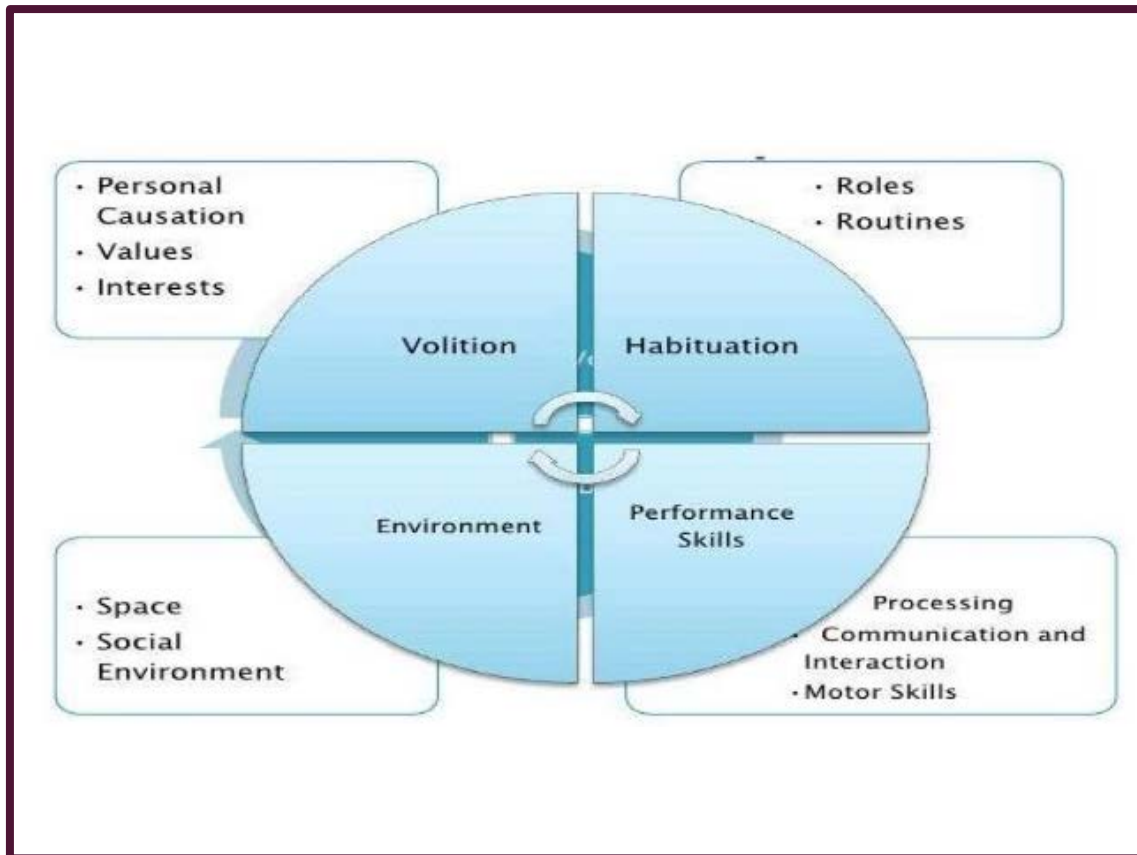 • Personal
Causation
• Values
• Interests
• Roles
• Routines
Volition
Habituation
Environment
Performance
Skills
• Space
• Social
Environment
Processing
• Communication and
Interaction
• Motor Skills